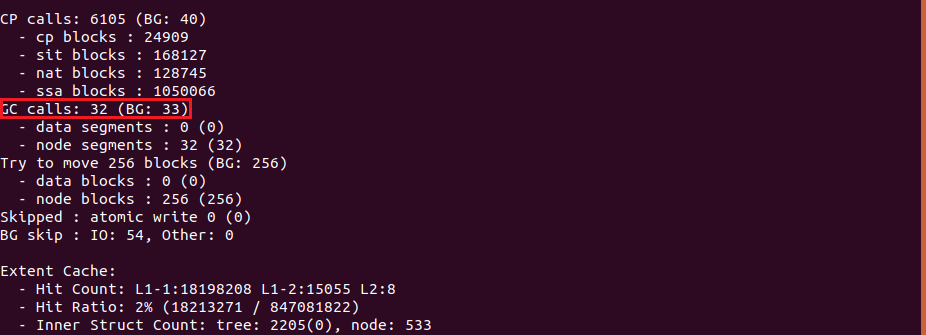 CP calls: 6105 (BG: 40)
- cp blocks : 24909
- sit blocks : 168127
- nat blocks : 128745
- ssa blocks : 1050066
GC calls: 32 (BG: 33)
- data segments : 0 (0)
- node segments : 32 (32)
Try to move 256 blocks (BG: 256)
- data blocks : 0 (0)
- node blocks : 256 (256)
Skipped : atomic write 0 (0)
BG skip : IO: 54, Other: 0
Extent Cache:
- Hit Count: L1-1:18198208 L1-2:15055 L2:8
- Hit Ratio: 2% (18213271 / 847081822)
- Inner Struct Count: tree: 2205(0), node: 533